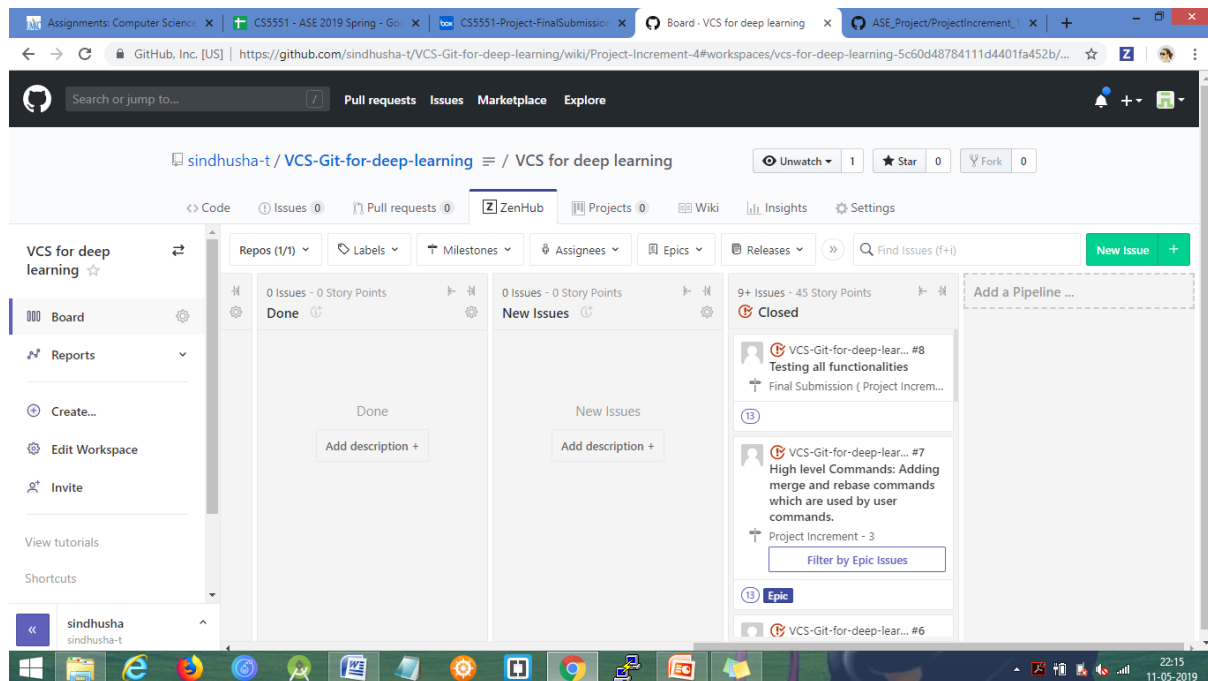 Assignments: Computer Science
CS5551 - ASE 2019 Spring - Goo
CS5551-Project-FinalSubmission
Board · VCS for deep learning
ASE_Project/ProjectIncrement_1
GitHub, Inc. [US] | https://github.com/sindhusha-t/VCS-Git-for-deep-learning/wiki/Project-Increment-4#workspaces/vcs-for-deep-learning-5c60d48784111d4401fa452b/...
Search or jump to...
/
Pull requests Issues Marketplace Explore
sindhusha-t / VCS-Git-for-deep-learning = / VCS for deep learning
Unwatch 1 Star 0 Fork 0
<> Code Issues 0 Pull requests 0 Z ZenHub Projects 0 Wiki Insights Settings
VCS for deep
learning
Board
Reports
Create...
Edit Workspace
Invite
View tutorials
Shortcuts
« sindhusha
sindhusha-t
Repos (1/1) Labels Milestones Assignees Epics Releases » Find Issues (f+i) New Issue +
0 Issues - 0 Story Points
Done
Done
Add description +
0 Issues - 0 Story Points
New Issues
New Issues
Add description +
9+ Issues - 45 Story Points
Closed
VCS-Git-for-deep-lear... #8
Testing all functionalities
Final Submission ( Project Increm...
13
VCS-Git-for-deep-lear... #7
High level Commands: Adding
merge and rebase commands
which are used by user
commands.
Project Increment - 3
Filter by Epic Issues
13 Epic
VCS-Git-for-deep-lear... #6
Add a Pipeline ...
22:15
11-05-2019